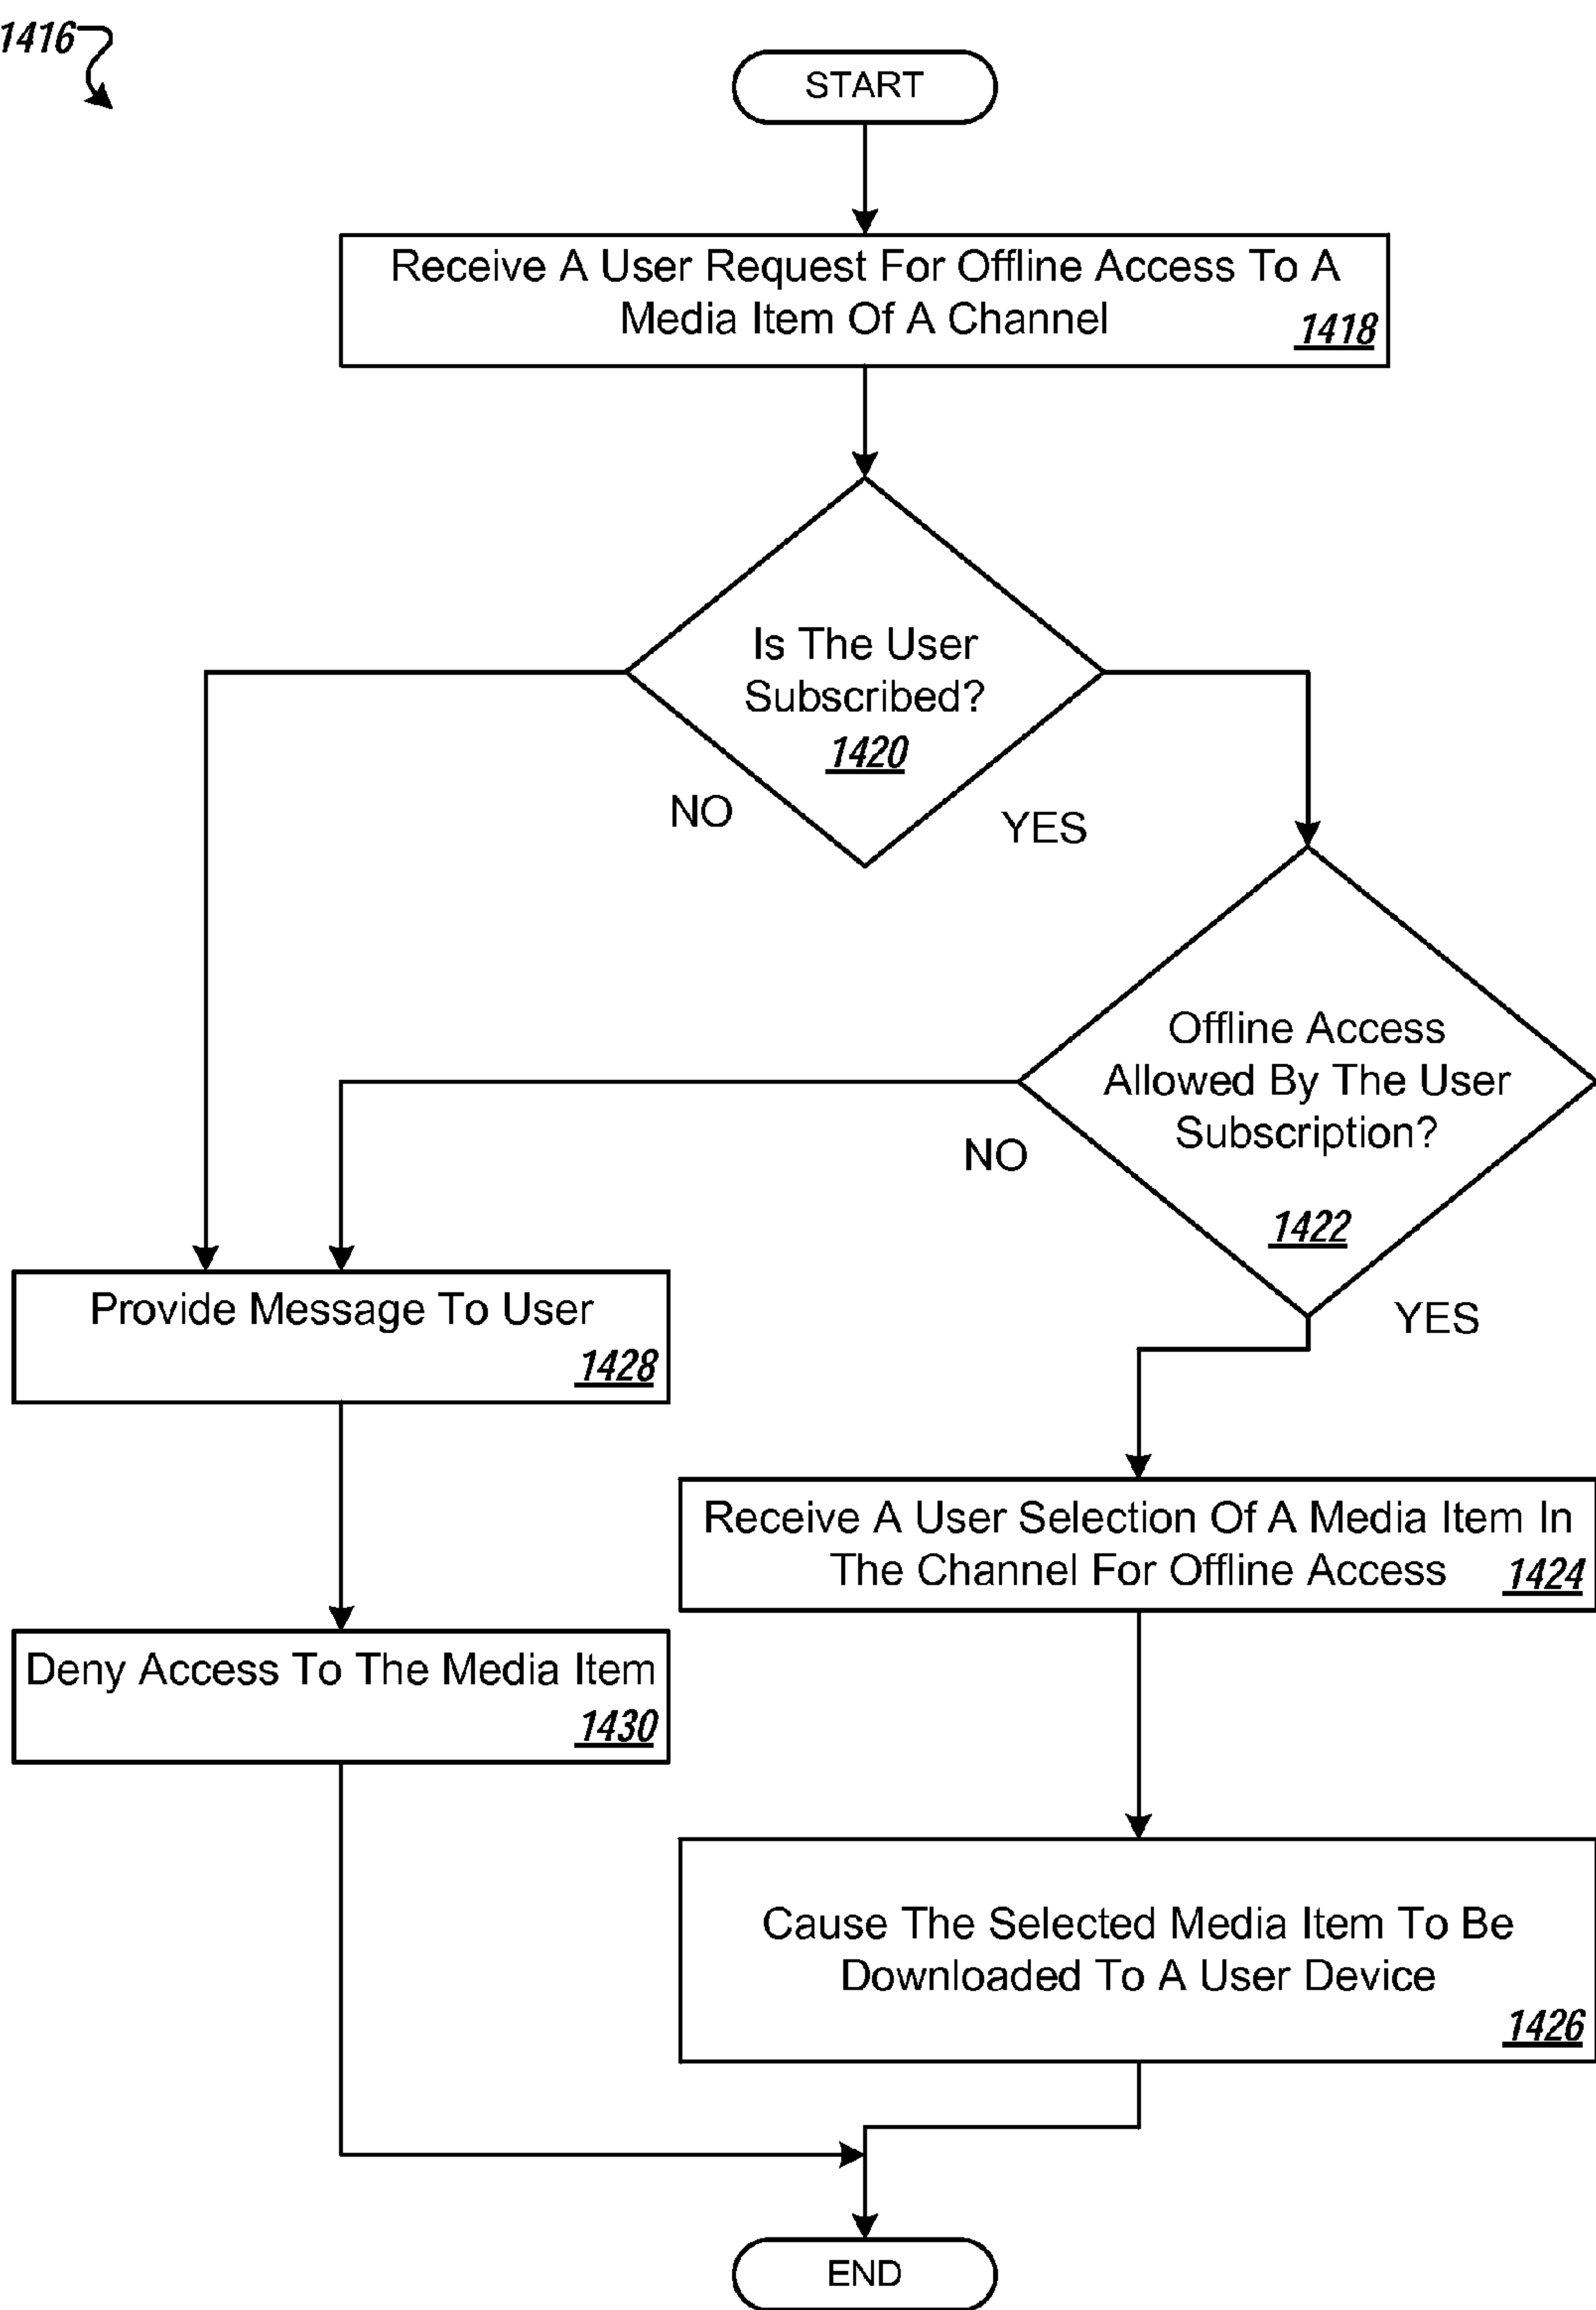 1416
START
Receive A User Request For Offline Access To A
Media Item Of A Channel
1418
Is The User
Subscribed?
1420
NO
YES
Offline Access
Allowed By The User
Subscription?
1422
NO
YES
Provide Message To User
1428
Receive A User Selection Of A Media Item In
The Channel For Offline Access 1424
Deny Access To The Media Item
1430
Cause The Selected Media Item To Be
Downloaded To A User Device
1426
END